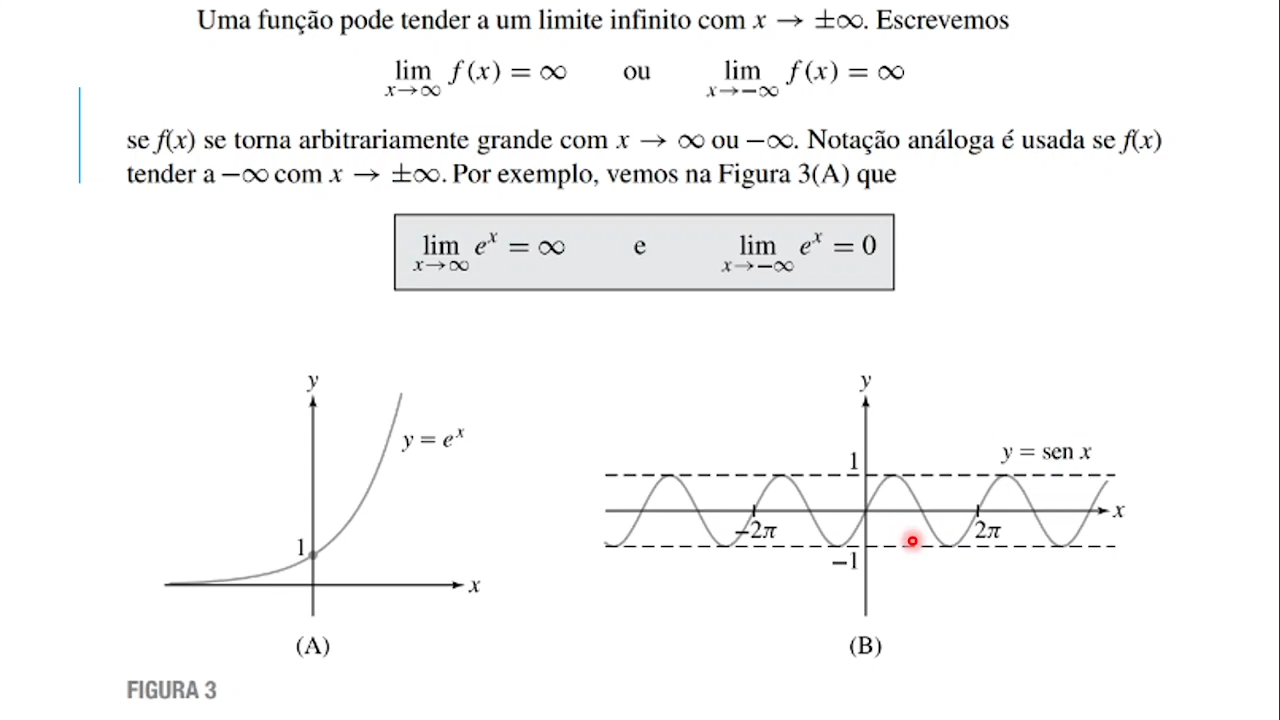 Uma função pode tender a um limite infinito com x → ±∞. Escrevemos
lim f(x) = ∞ ou lim f(x) = ∞
x→∞ x→−∞
se f(x) se torna arbitrariamente grande com x → ∞ ou −∞. Notação análoga é usada se f(x)
tender a −∞ com x → ±∞. Por exemplo, vemos na Figura 3(A) que
lim eˣ = ∞ e lim eˣ = 0
x→∞ x→−∞
y
y = eˣ
1
x
(A)
y
1
y = sen x
x
−2π
2π
−1
(B)
FIGURA 3